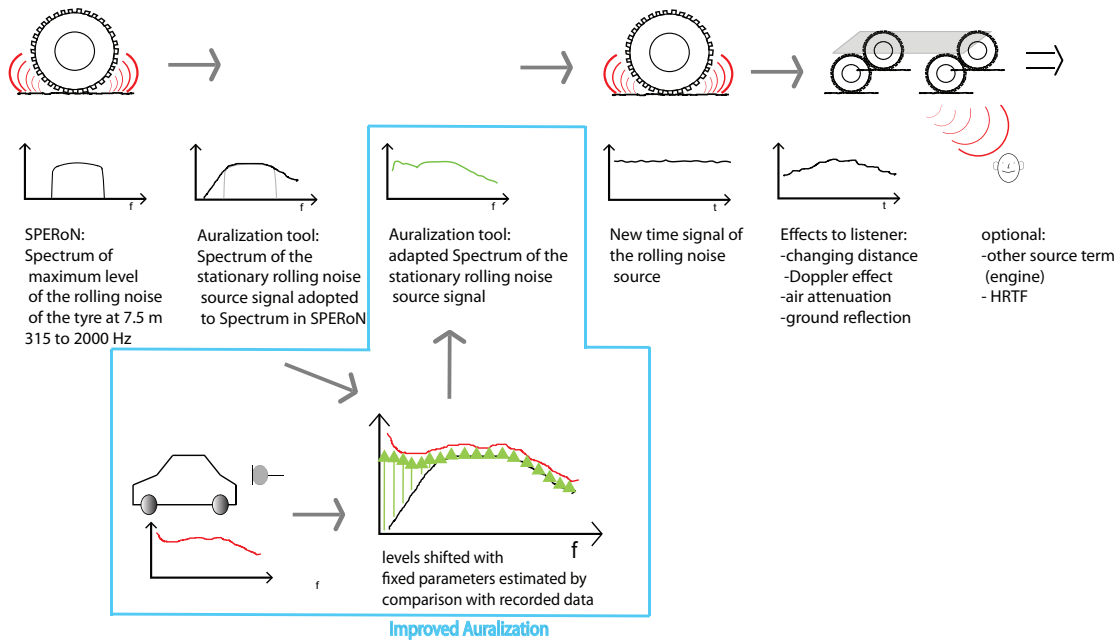 f
f
f
t
t
SPERoN:
Spectrum of
maximum level
of the rolling noise
of the tyre at 7.5 m
315 to 2000 Hz
Auralization tool:
Spectrum of the
stationary rolling noise
source signal adopted
to Spectrum in SPERoN
Auralization tool:
adapted Spectrum of the
stationary rolling noise
source signal
New time signal of
the rolling noise
source
Effects to listener:
-changing distance
-Doppler effect
-air attenuation
-ground reflection
optional:
-other source term
(engine)
- HRTF
f
f
levels shifted with
fixed parameters estimated by
comparison with recorded data
Improved Auralization